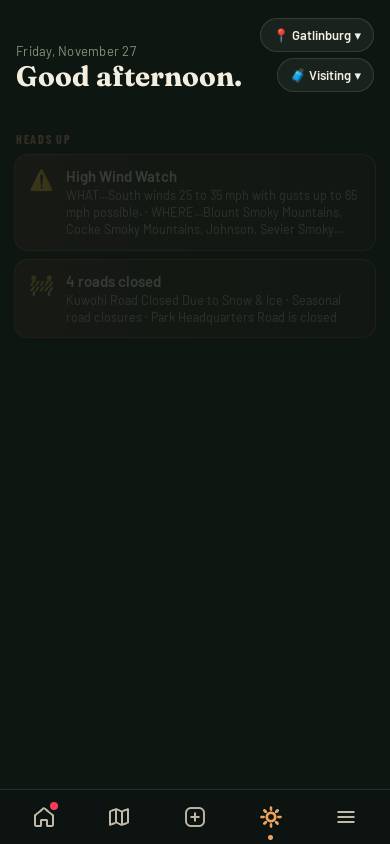 Friday, November 27
Good afternoon.
Gatlinburg ▾
Visiting ▾
HEADS UP
High Wind Watch
WHAT...South winds 25 to 35 mph with gusts up to 65
mph possible. · WHERE...Blount Smoky Mountains,
Cocke Smoky Mountains, Johnson, Sevier Smoky...
4 roads closed
Kuwohi Road Closed Due to Snow & Ice · Seasonal
road closures · Park Headquarters Road is closed